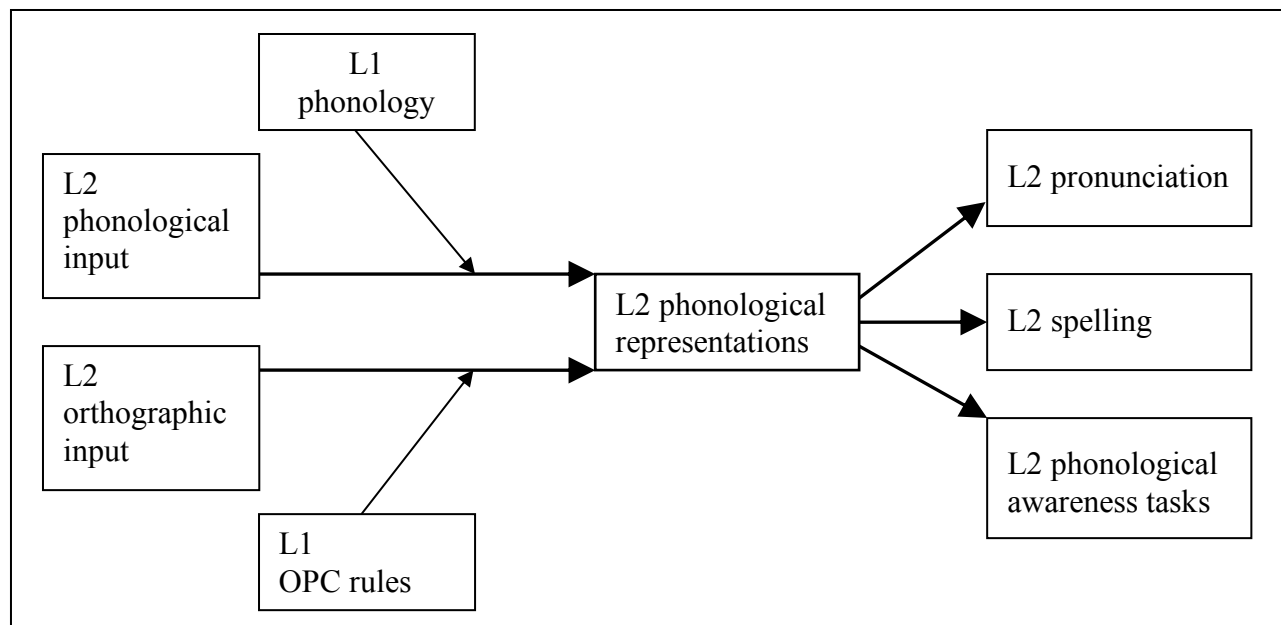 L1
phonology
L2
phonological
input
L2 pronunciation
L2 phonological
representations
L2 spelling
L2
orthographic
input
L2 phonological
awareness tasks
L1
OPC rules